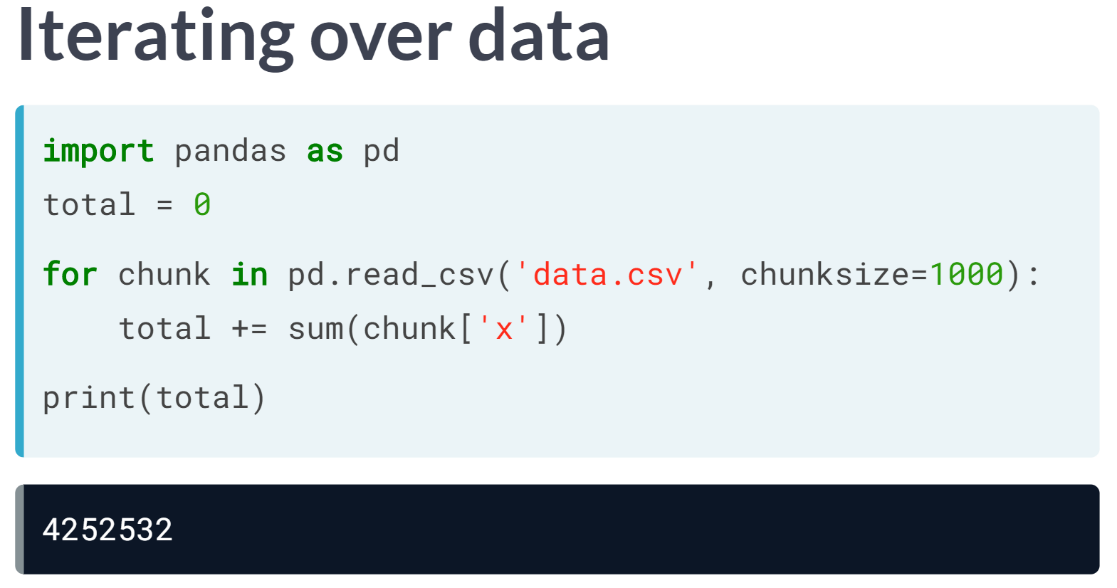 Iterating over data
import pandas as pd
total = 0
for chunk in pd.read_csv('data.csv', chunksize=1000):
    total += sum(chunk['x'])
print(total)
4252532